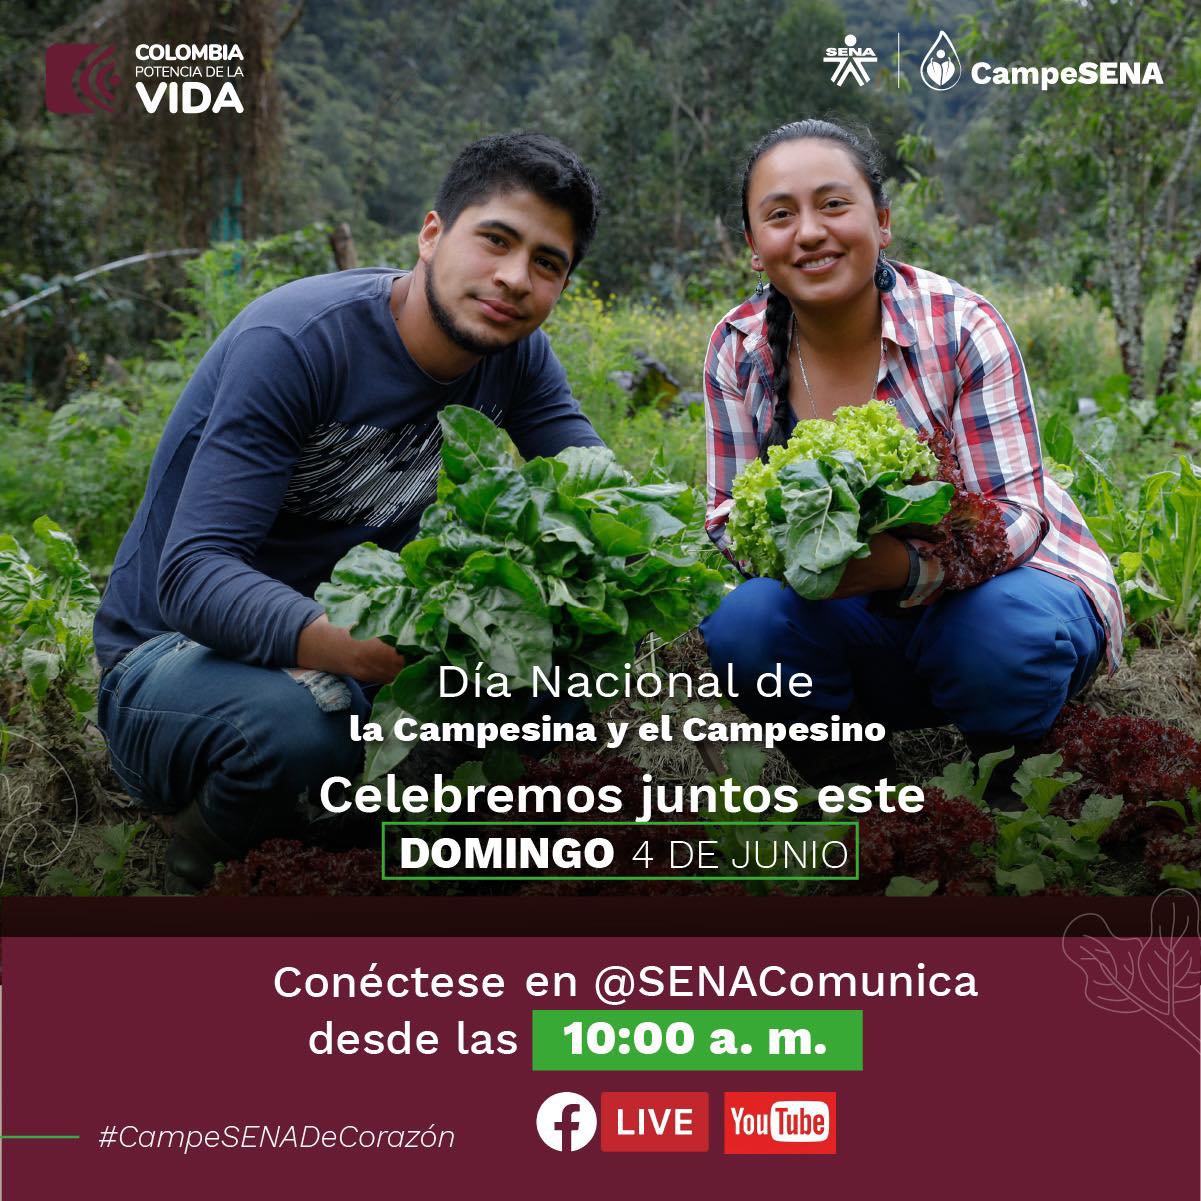 COLOMBIA
POTENCIA DE LA
VIDA
SENA
CampeSENA
Día Nacional de
la Campesina y el Campesino
Celebremos juntos este
DOMINGO 4 DE JUNIO
Conéctese en @SENAComunica
desde las 10:00 a. m.
LIVE
YouTube
#CampeSENADeCorazón